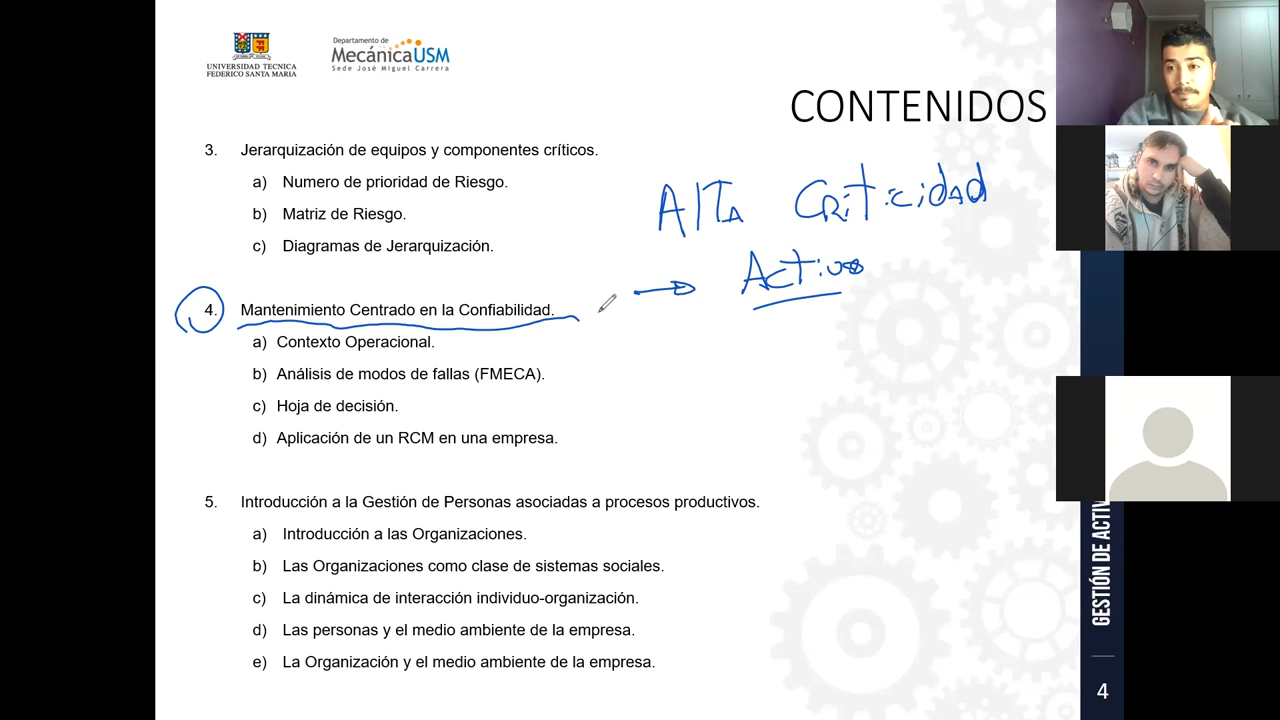 UNIVERSIDAD TECNICA
FEDERICO SANTA MARIA
Departamento de
MecánicaUSM
Sede José Miguel Carrera
CONTENIDOS
3. Jerarquización de equipos y componentes críticos.
a) Numero de prioridad de Riesgo.
b) Matriz de Riesgo.
c) Diagramas de Jerarquización.
AlTA CRiTicidAd
Activos
4. Mantenimiento Centrado en la Confiabilidad.
a) Contexto Operacional.
b) Análisis de modos de fallas (FMECA).
c) Hoja de decisión.
d) Aplicación de un RCM en una empresa.
5. Introducción a la Gestión de Personas asociadas a procesos productivos.
a) Introducción a las Organizaciones.
b) Las Organizaciones como clase de sistemas sociales.
c) La dinámica de interacción individuo-organización.
d) Las personas y el medio ambiente de la empresa.
e) La Organización y el medio ambiente de la empresa.
GESTIÓN DE ACTIV
4